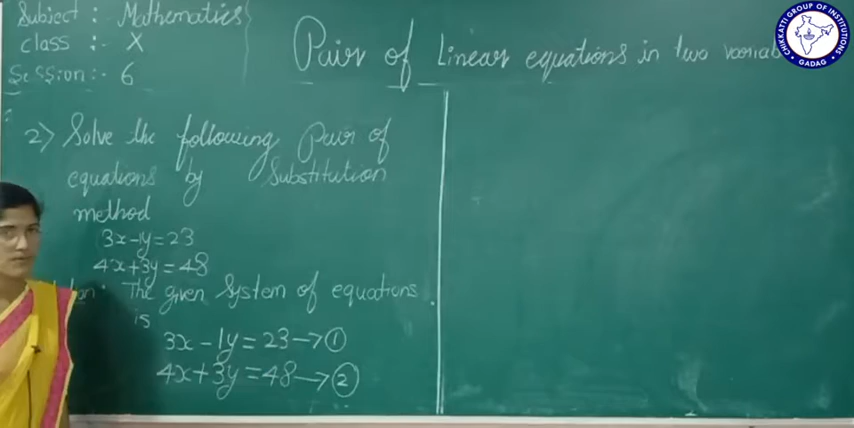 Subject :- Mathematics
Class :- X
Session :- 6
Pair of Linear equations in two variab
CHIKKATTI GROUP OF INSTITUTIONS
GADAG
2) Solve the following Pair of
equations by Substitution
method
3x-1y=23
4x+3y=48
The given System of equations
is
3x-1y=23→①
4x+3y=48→②